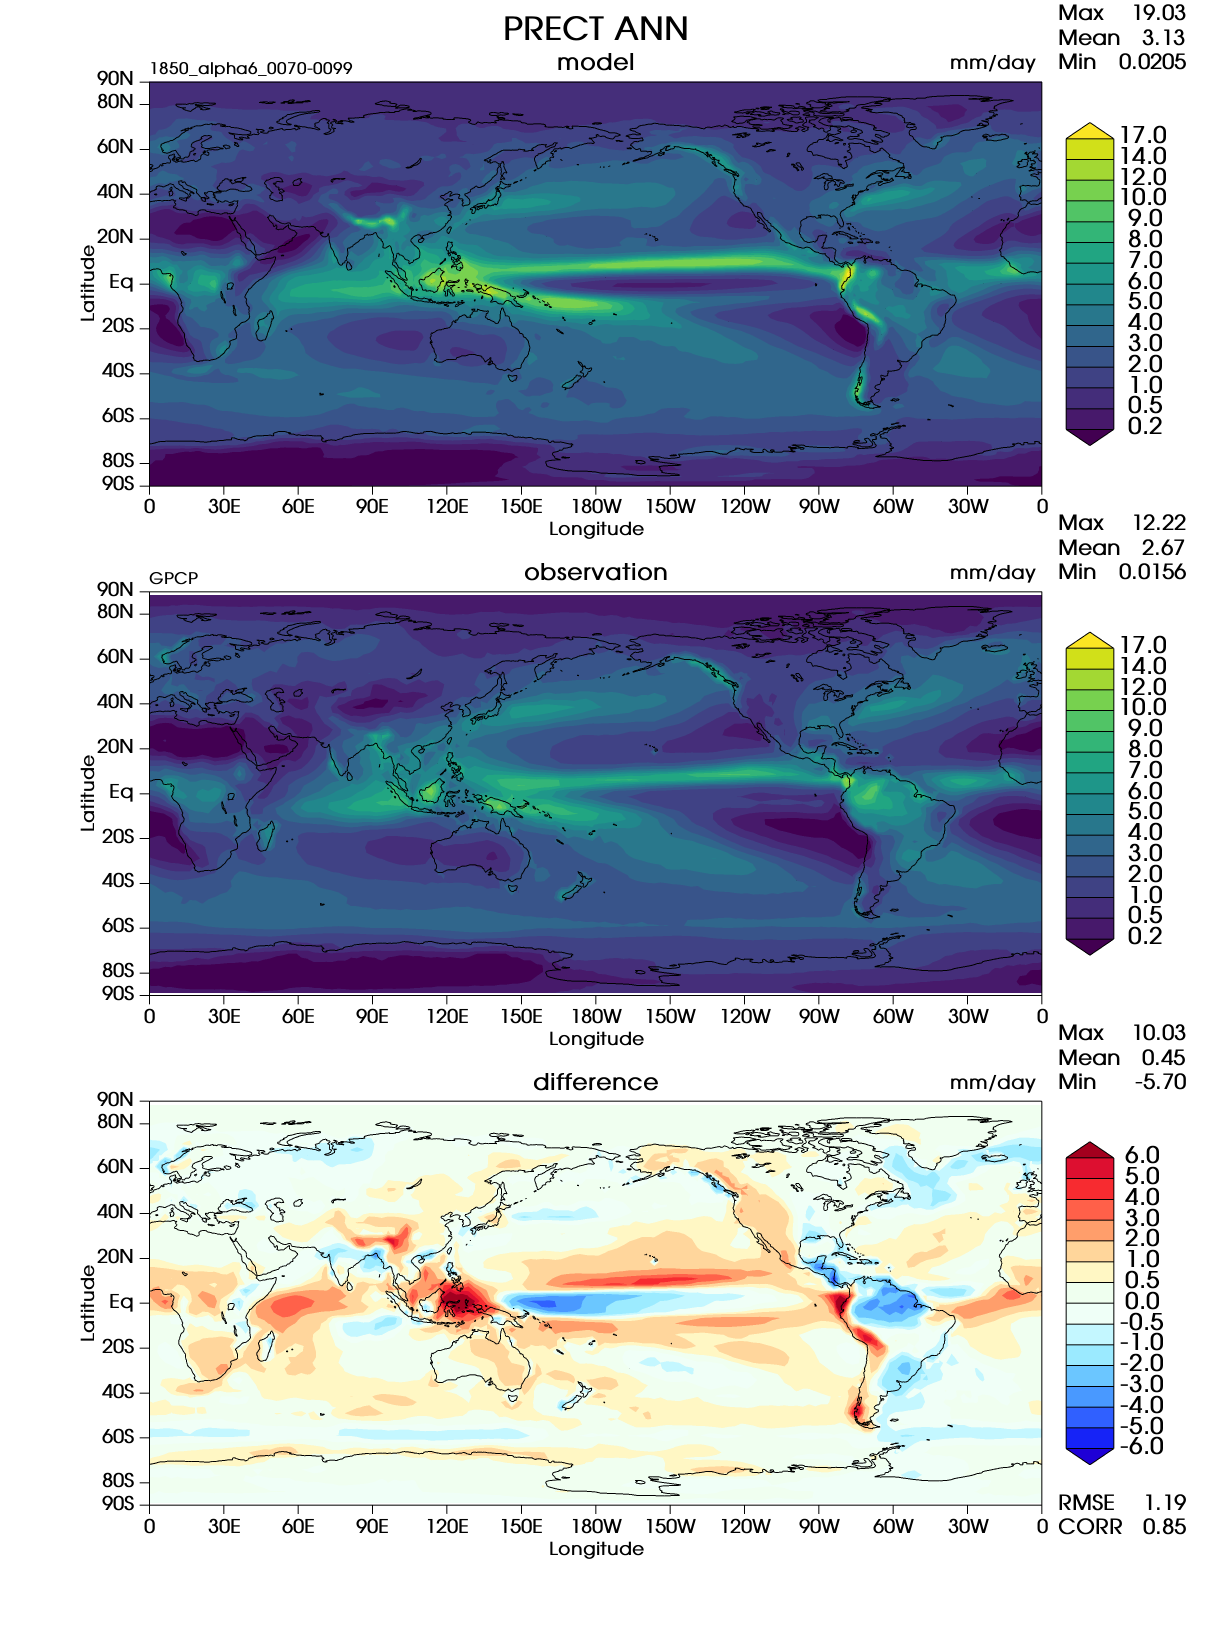 PRECT ANN
Max 19.03
Mean 3.13
Min 0.0205
1850_alpha6_0070-0099 model mm/day
90N
80N
60N
40N
20N
Eq
20S
40S
60S
80S
90S
Latitude
0 30E 60E 90E 120E 150E 180W 150W 120W 90W 60W 30W 0
Longitude
17.0
14.0
12.0
10.0
9.0
8.0
7.0
6.0
5.0
4.0
3.0
2.0
1.0
0.5
0.2
Max 12.22
Mean 2.67
Min 0.0156
GPCP observation mm/day
90N
80N
60N
40N
20N
Eq
20S
40S
60S
80S
90S
Latitude
0 30E 60E 90E 120E 150E 180W 150W 120W 90W 60W 30W 0
Longitude
17.0
14.0
12.0
10.0
9.0
8.0
7.0
6.0
5.0
4.0
3.0
2.0
1.0
0.5
0.2
Max 10.03
Mean 0.45
Min -5.70
difference mm/day
90N
80N
60N
40N
20N
Eq
20S
40S
60S
80S
90S
Latitude
0 30E 60E 90E 120E 150E 180W 150W 120W 90W 60W 30W 0
Longitude
6.0
5.0
4.0
3.0
2.0
1.0
0.5
0.0
-0.5
-1.0
-2.0
-3.0
-4.0
-5.0
-6.0
RMSE 1.19
CORR 0.85